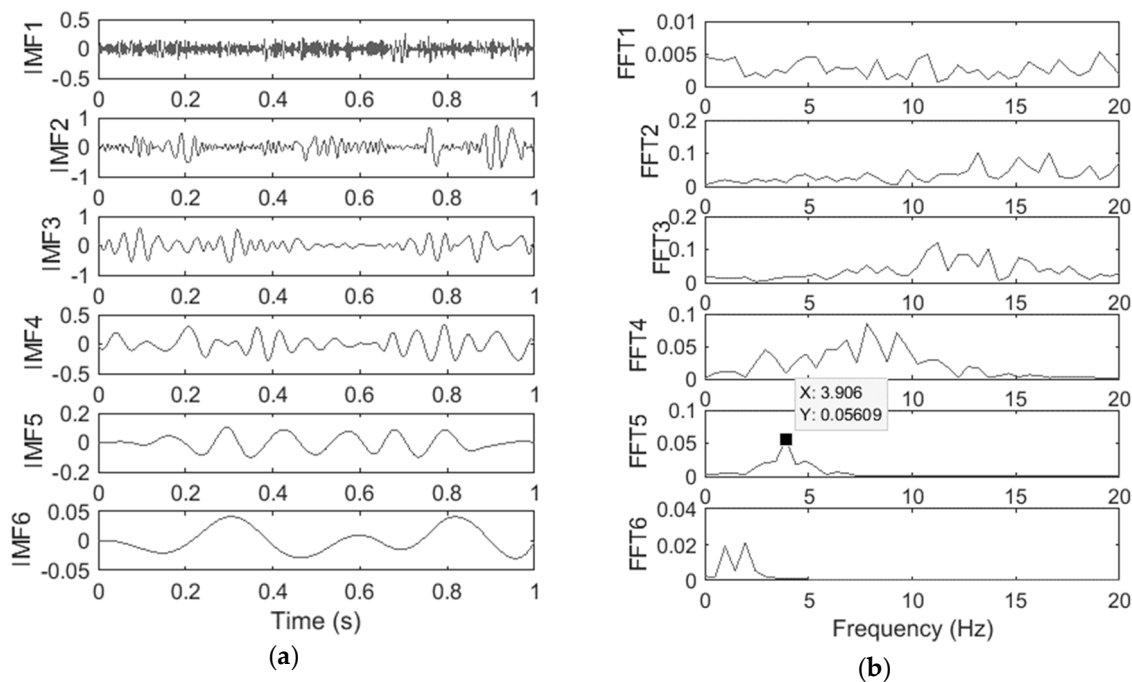 IMF1
0.5
0
-0.5
0 0.2 0.4 0.6 0.8 1
IMF2
1
0
-1
0 0.2 0.4 0.6 0.8 1
IMF3
1
0
-1
0 0.2 0.4 0.6 0.8 1
IMF4
0.5
0
-0.5
0 0.2 0.4 0.6 0.8 1
IMF5
0.2
0
-0.2
0 0.2 0.4 0.6 0.8 1
IMF6
0.05
0
-0.05
0 0.2 0.4 0.6 0.8 1
Time (s)
(a)
FFT1
0.01
0.005
0
0 5 10 15 20
FFT2
0.2
0.1
0
0 5 10 15 20
FFT3
0.2
0.1
0
0 5 10 15 20
FFT4
0.1
0.05
0
0 5 10 15 20
X: 3.906
Y: 0.05609
FFT5
0.1
0.05
0
0 5 10 15 20
FFT6
0.04
0.02
0
0 5 10 15 20
Frequency (Hz)
(b)